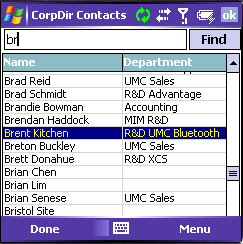 CorpDir Contacts ok
br Find
Name Department
Brad Reid UMC Sales
Brad Schmidt R&D Advantage
Brandie Bowman Accounting
Brendan Haddock MIM R&D
Brent Kitchen R&D UMC Bluetooth
Breton Buckley UMC Sales
Brett Donahue R&D XCS
Brian Chen
Brian Lim
Brian Senese UMC Sales
Bristol Site
Done Menu